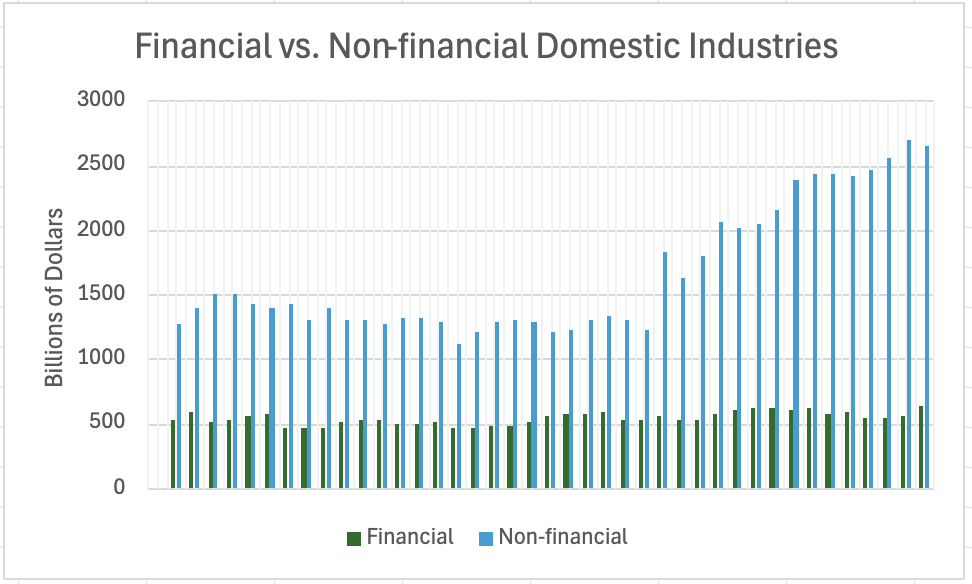 Financial vs. Non-financial Domestic Industries
3000
2500
2000
1500
1000
500
0
Billions of Dollars
Financial
Non-financial